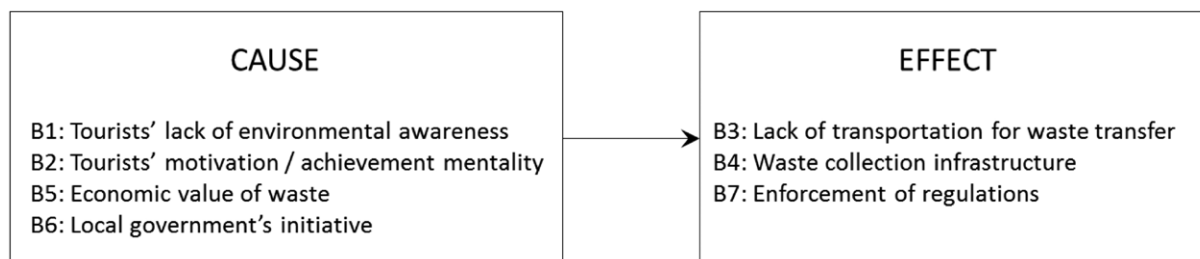 CAUSE
B1: Tourists’ lack of environmental awareness
B2: Tourists’ motivation / achievement mentality
B5: Economic value of waste
B6: Local government’s initiative
EFFECT
B3: Lack of transportation for waste transfer
B4: Waste collection infrastructure
B7: Enforcement of regulations